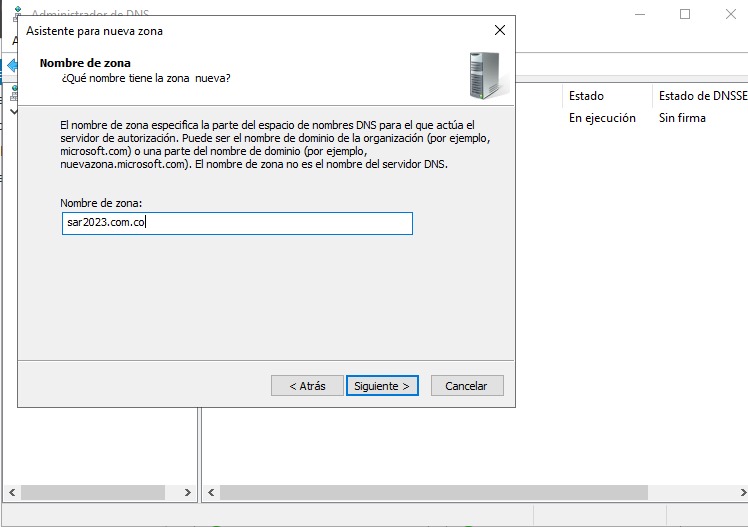 Administrador de DNS
Asistente para nueva zona
Nombre de zona
¿Qué nombre tiene la zona nueva?
El nombre de zona especifica la parte del espacio de nombres DNS para el que actúa el
servidor de autorización. Puede ser el nombre de dominio de la organización (por ejemplo,
microsoft.com) o una parte del nombre de dominio (por ejemplo,
nuevazona.microsoft.com). El nombre de zona no es el nombre del servidor DNS.
Nombre de zona:
sar2023.com.co
< Atrás
Siguiente >
Cancelar
Estado
Estado de DNSSE
En ejecución
Sin firma